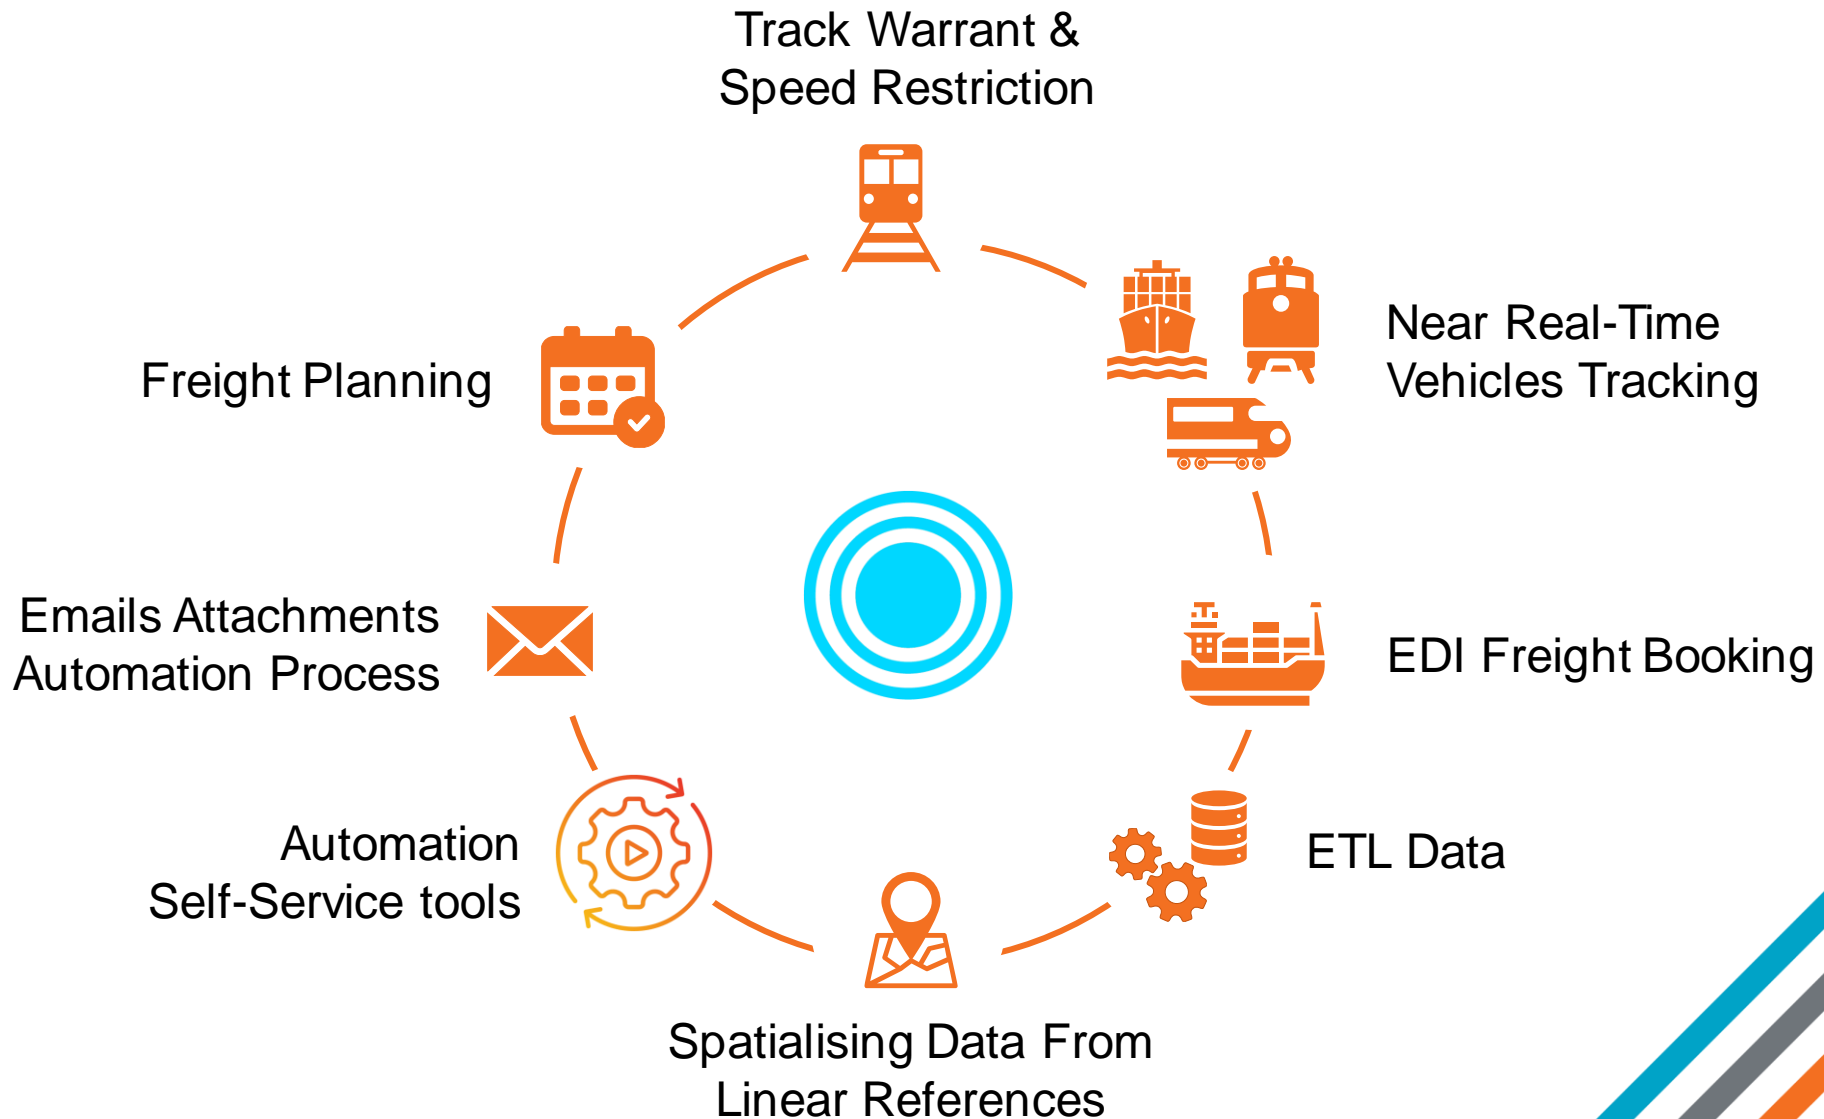 Track Warrant &
Speed Restriction
Near Real-Time
Vehicles Tracking
Freight Planning
Emails Attachments
Automation Process
EDI Freight Booking
Automation
Self-Service tools
ETL Data
Spatialising Data From
Linear References